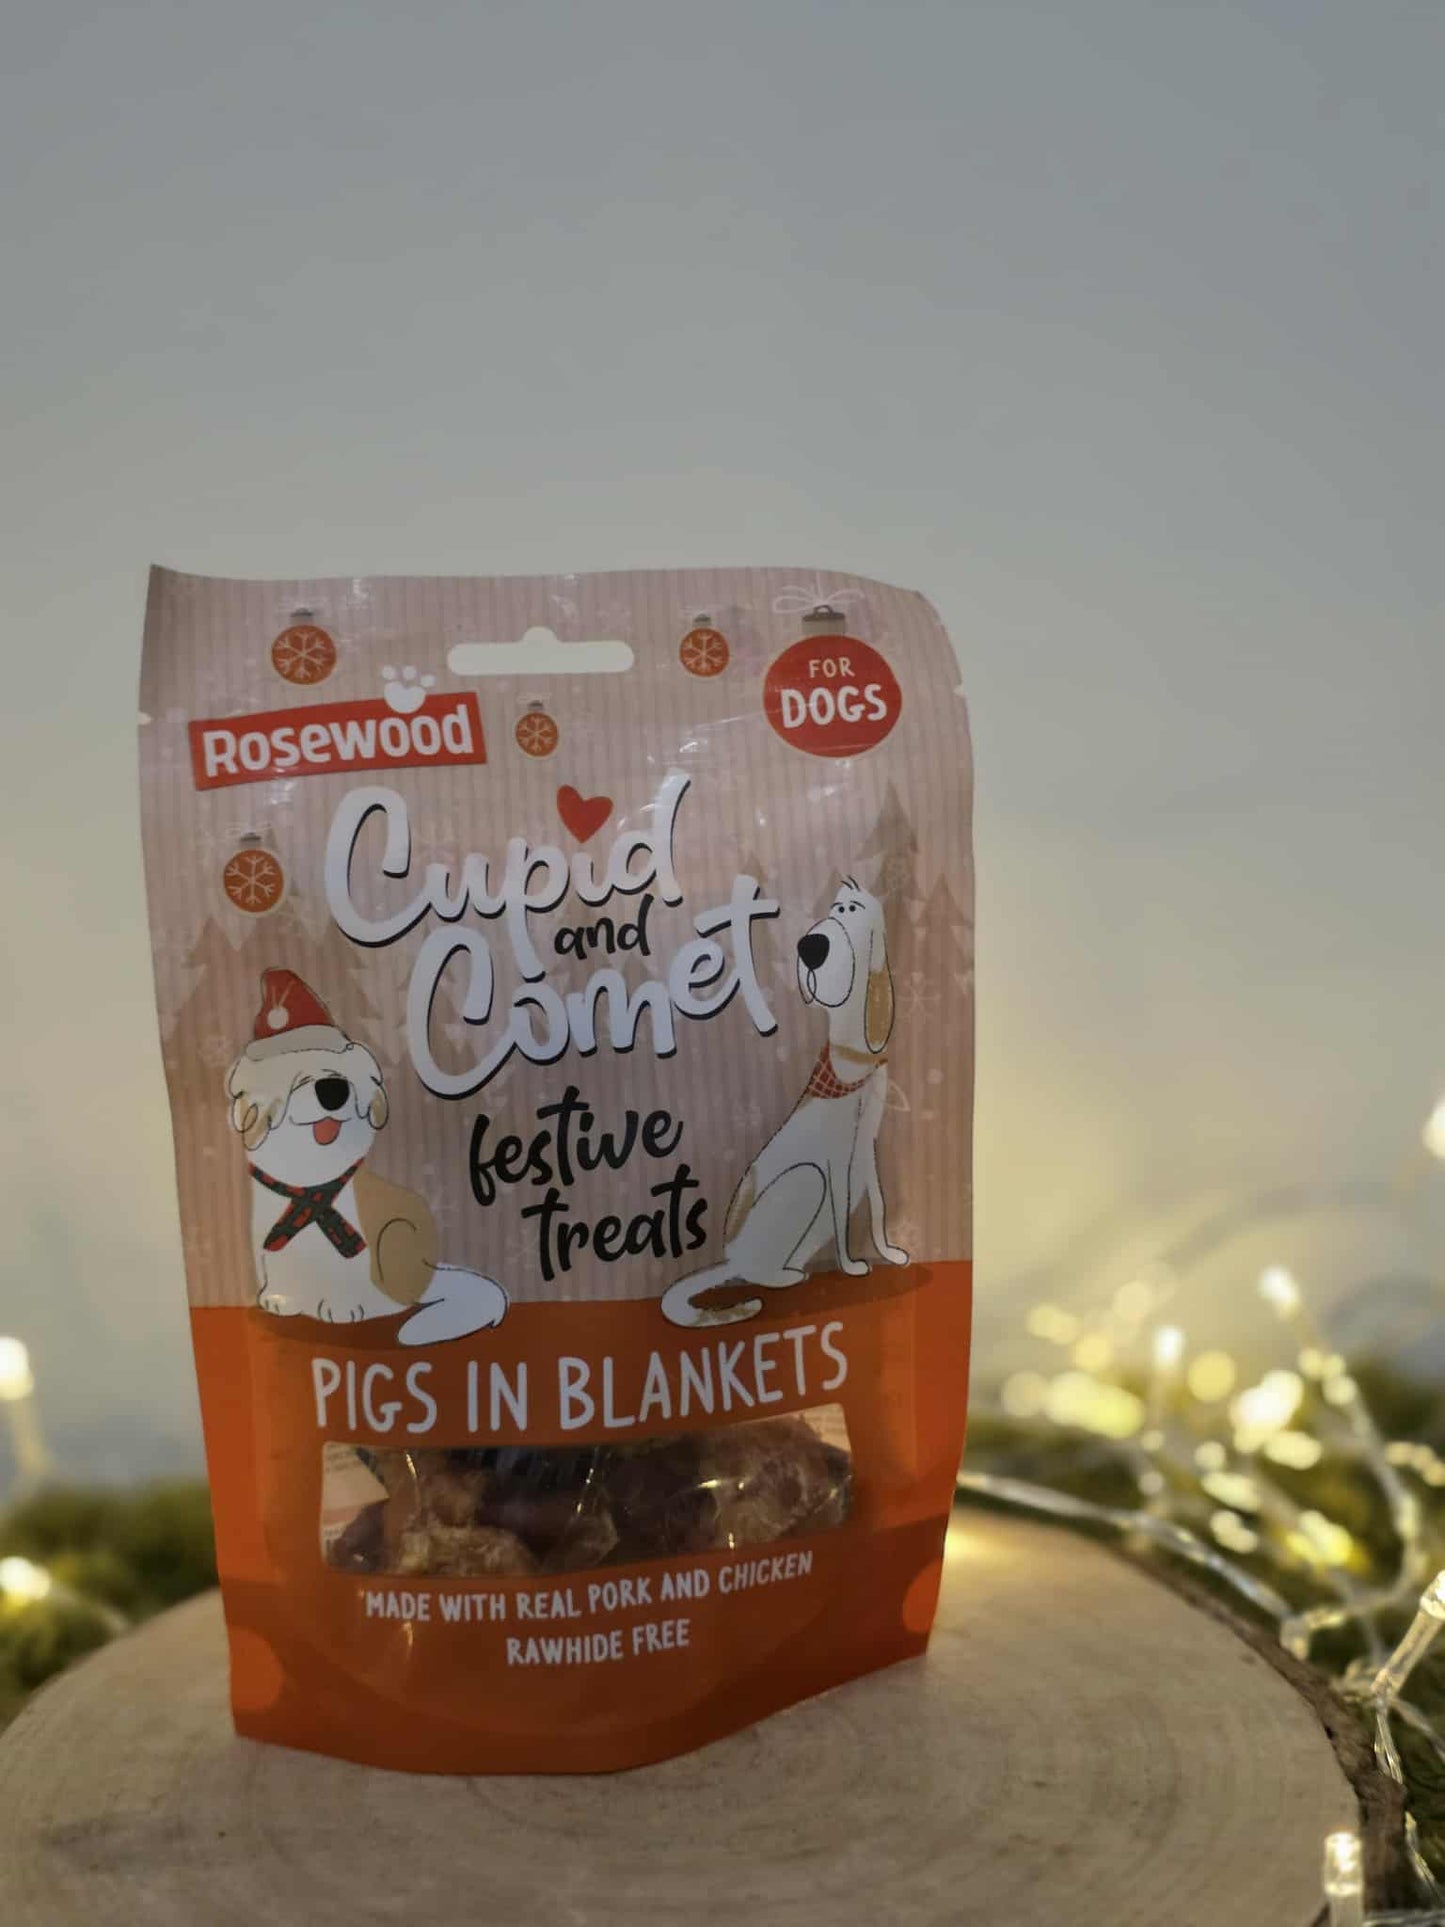 FOR
DOGS
Rosewood
Cupid
and
Comet
festive
treats
PIGS IN BLANKETS
*MADE WITH REAL PORK AND CHICKEN
RAWHIDE FREE